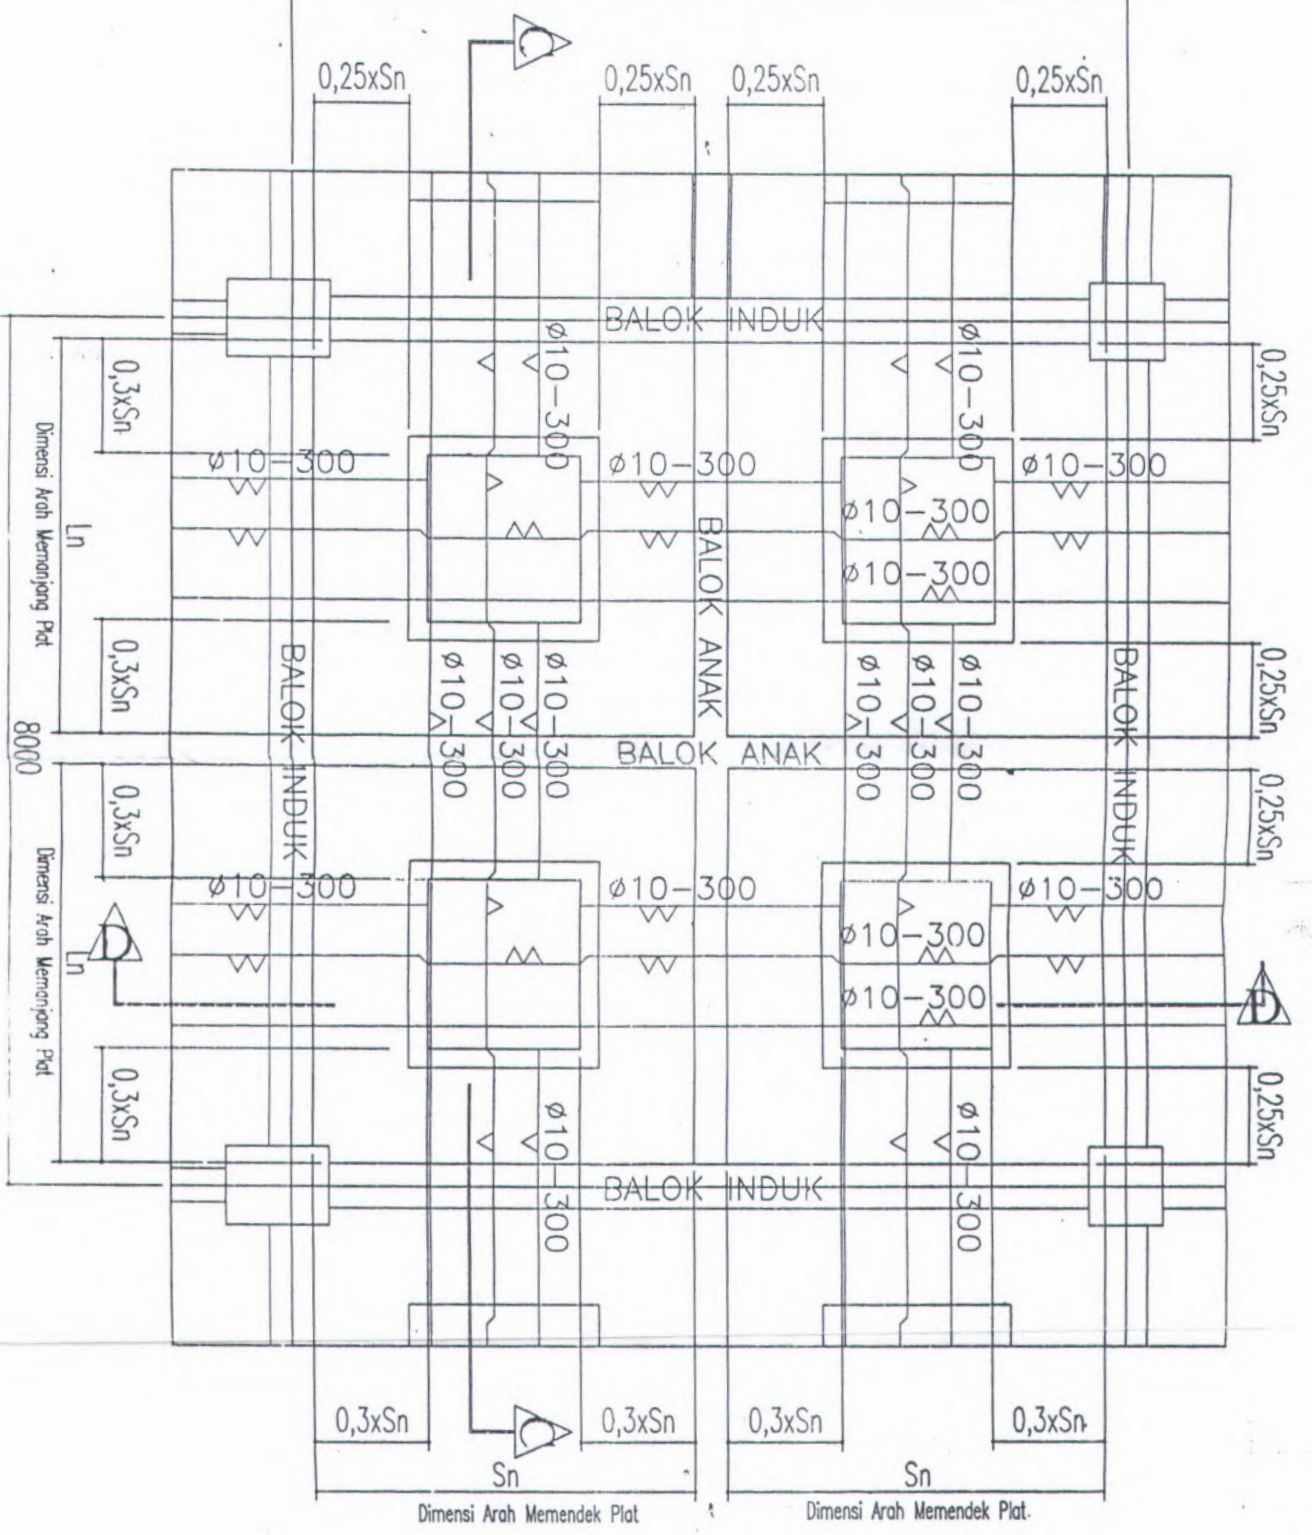 C
0,25xSn
0,25xSn
0,25xSn
0,25xSn
BALOK INDUK
Ø10-300
Ø10-300
0,25xSn
0,3xSn
Ø10-300
Ø10-300
Ø10-300
Ø10-300
Ø10-300
Dimensi Arah Memanjang Plat
Ln
BALOK ANAK
0,3xSn
BALOK INDUK
Ø10-300
Ø10-300
Ø10-300
Ø10-300
Ø10-300
Ø10-300
BALOK INDUK
0,25xSn
8000
BALOK ANAK
0,3xSn
0,25xSn
Ø10-300
Ø10-300
Ø10-300
Ø10-300
Ø10-300
Dimensi Arah Memanjang Plat
Ln
D
D
0,3xSn
Ø10-300
Ø10-300
0,25xSn
BALOK INDUK
0,3xSn
C
0,3xSn
0,3xSn
0,3xSn
Sn
Sn
Dimensi Arah Memendek Plat
Dimensi Arah Memendek Plat